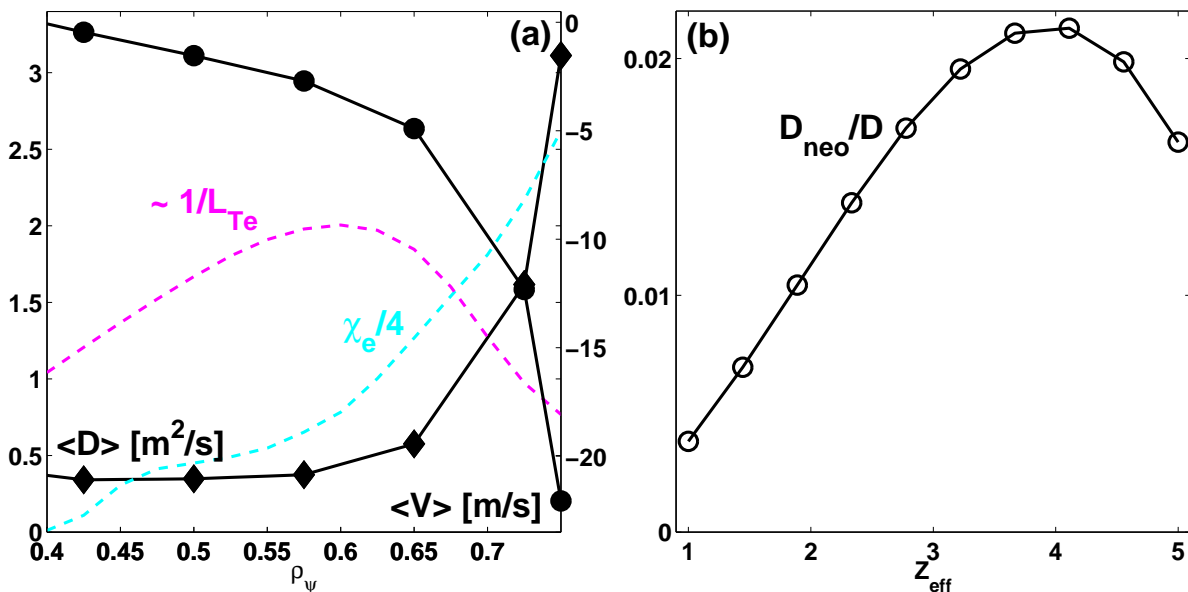 (a)
~ 1/L_Te
χ_e/4
<D> [m^2/s]
<V> [m/s]
3
2.5
2
1.5
1
0.5
0
0
−5
−10
−15
−20
0.4 0.45 0.5 0.55 0.6 0.65 0.7
ρ_ψ
(b)
D_neo/D
0.02
0.01
0
1 2 3 4 5
Z_eff